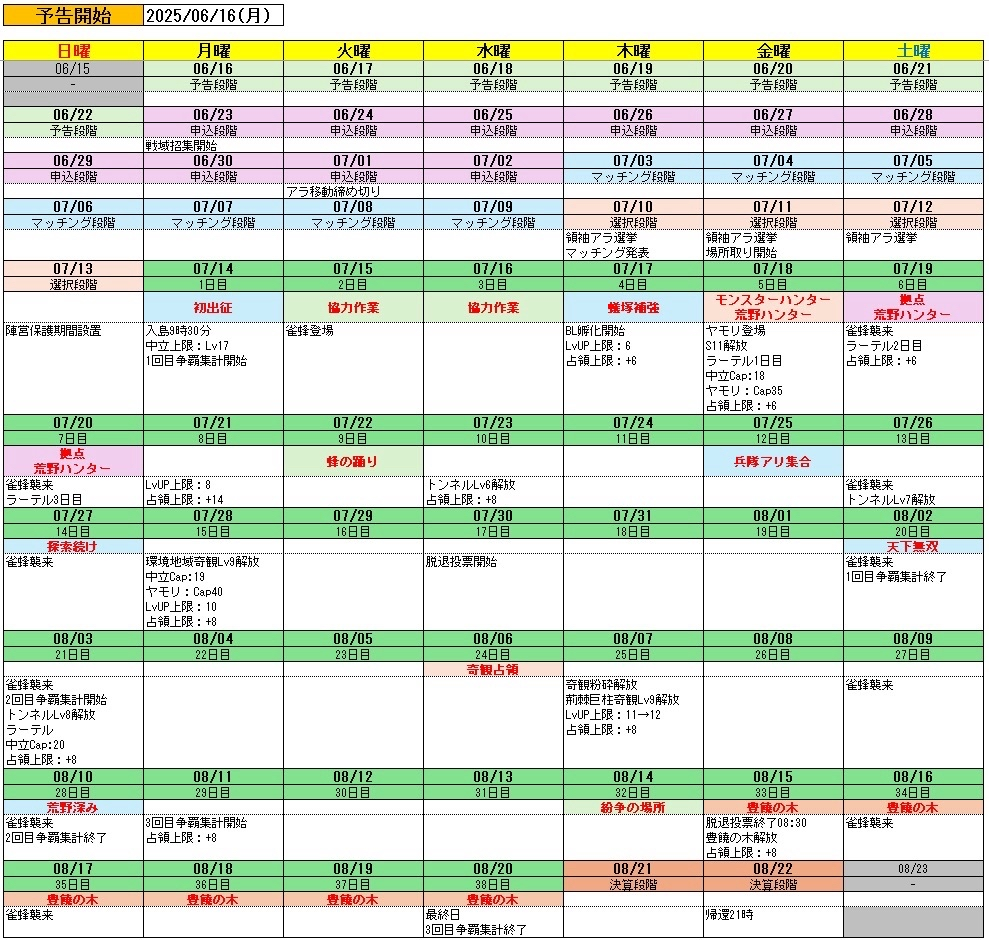 予告開始 2025/06/16(月)
日曜 月曜 火曜 水曜 木曜 金曜 土曜
06/15 06/16 06/17 06/18 06/19 06/20 06/21
- 予告段階 予告段階 予告段階 予告段階 予告段階 予告段階
06/22 06/23 06/24 06/25 06/26 06/27 06/28
予告段階 申込段階 申込段階 申込段階 申込段階 申込段階 申込段階
戦域招集開始
06/29 06/30 07/01 07/02 07/03 07/04 07/05
申込段階 申込段階 申込段階 申込段階 マッチング段階 マッチング段階 マッチング段階
アラ移動締め切り
07/06 07/07 07/08 07/09 07/10 07/11 07/12
マッチング段階 マッチング段階 マッチング段階 マッチング段階 選択段階 選択段階 選択段階
領袖アラ選挙 領袖アラ選挙 領袖アラ選挙
マッチング発表 場所取り開始
07/13 07/14 07/15 07/16 07/17 07/18 07/19
選択段階 1日目 2日目 3日目 4日目 5日目 6日目
初出征 協力作業 協力作業 蟻塚補強 モンスターハンター 拠点
荒野ハンター 荒野ハンター
陣営保護期間設置 入島9時30分 雀蜂登場 BL孵化開始 ヤモリ登場 雀蜂襲来
中立上限：Lv17 LvUP上限：6 S11解放 ラーテル2日目
1回目争覇集計開始 占領上限：+6 ラーテル1日目 占領上限：+6
中立Cap:18
ヤモリ：Cap35
占領上限：+6
07/20 07/21 07/22 07/23 07/24 07/25 07/26
7日目 8日目 9日目 10日目 11日目 12日目 13日目
拠点 蜂の踊り 兵隊アリ集合
荒野ハンター
雀蜂襲来 LvUP上限：8 トンネルLv6解放 雀蜂襲来
ラーテル3日目 占領上限：+14 占領上限：+8 トンネルLv7解放
07/27 07/28 07/29 07/30 07/31 08/01 08/02
14日目 15日目 16日目 17日目 18日目 19日目 20日目
探索続け 天下無双
雀蜂襲来 環境地域奇観Lv9解放 脱退投票開始 雀蜂襲来
中立Cap:19 1回目争覇集計終了
ヤモリ：Cap40
LvUP上限：10
占領上限：+8
08/03 08/04 08/05 08/06 08/07 08/08 08/09
21日目 22日目 23日目 24日目 25日目 26日目 27日目
奇観占領
雀蜂襲来 奇観粉砕解放 雀蜂襲来
2回目争覇集計開始 荊棘巨柱奇観Lv9解放
トンネルLv8解放 LvUP上限：11→12
ラーテル 占領上限：+8
中立Cap:20
占領上限：+8
08/10 08/11 08/12 08/13 08/14 08/15 08/16
28日目 29日目 30日目 31日目 32日目 33日目 34日目
荒野深み 紛争の場所 豊饒の木 豊饒の木
雀蜂襲来 3回目争覇集計開始 脱退投票終了08:30 雀蜂襲来
2回目争覇集計終了 占領上限：+8 豊饒の木解放
占領上限：+8
08/17 08/18 08/19 08/20 08/21 08/22 08/23
35日目 36日目 37日目 38日目 決算段階 決算段階 -
豊饒の木 豊饒の木 豊饒の木 豊饒の木
雀蜂襲来 最終日 帰還21時
3回目争覇集計終了